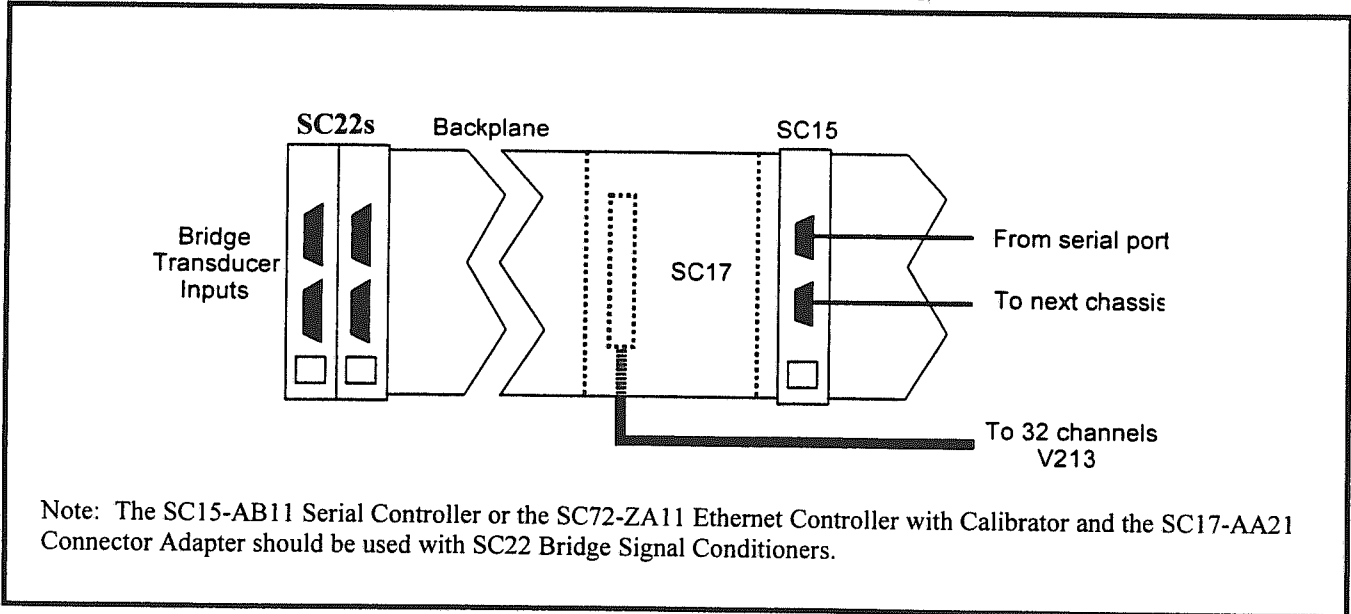 SC22s
Backplane
SC15
Bridge
Transducer
Inputs
SC17
From serial port
To next chassis
To 32 channels
V213
Note: The SC15-AB11 Serial Controller or the SC72-ZA11 Ethernet Controller with Calibrator and the SC17-AA21
Connector Adapter should be used with SC22 Bridge Signal Conditioners.